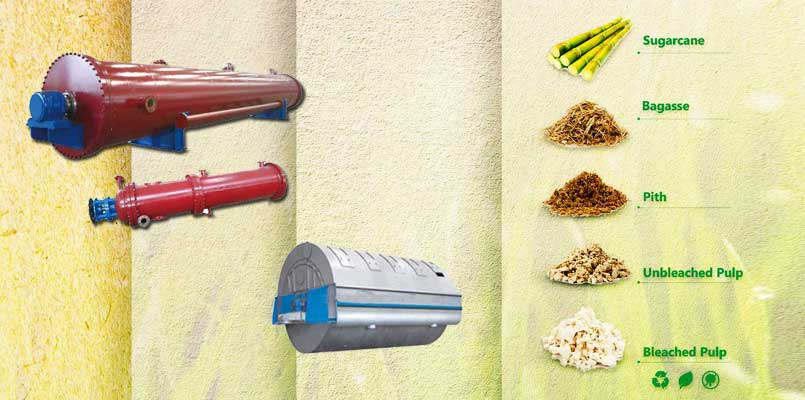 Sugarcane
Bagasse
Pith
Unbleached Pulp
Bleached Pulp